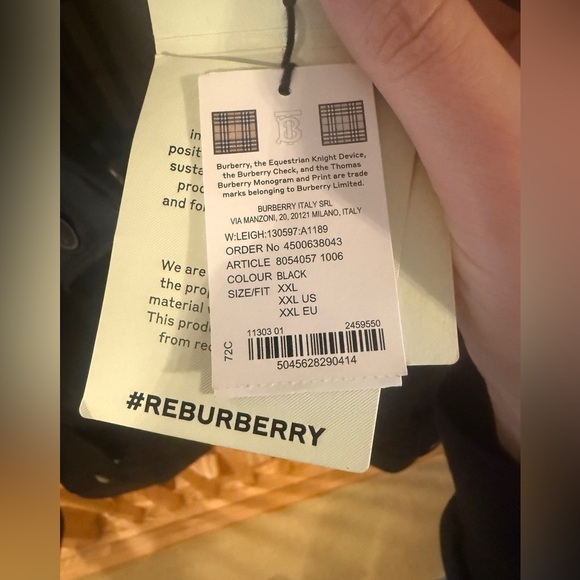 in
posit
susta
proc
and fo
We are
the pro
material v
This produ
from rec
#REBURBERRY
Burberry, the Equestrian Knight Device,
the Burberry Check, and the Thomas
Burberry Monogram and Print are trade
marks belonging to Burberry Limited.
BURBERRY ITALY SRL
VIA MANZONI, 20, 20121 MILANO, ITALY
W:LEIGH:130597:A1189
ORDER No 4500638043
ARTICLE 8054057 1006
COLOUR BLACK
SIZE/FIT XXL
XXL US
XXL EU
72C
11303 01 2459550
5045628290414